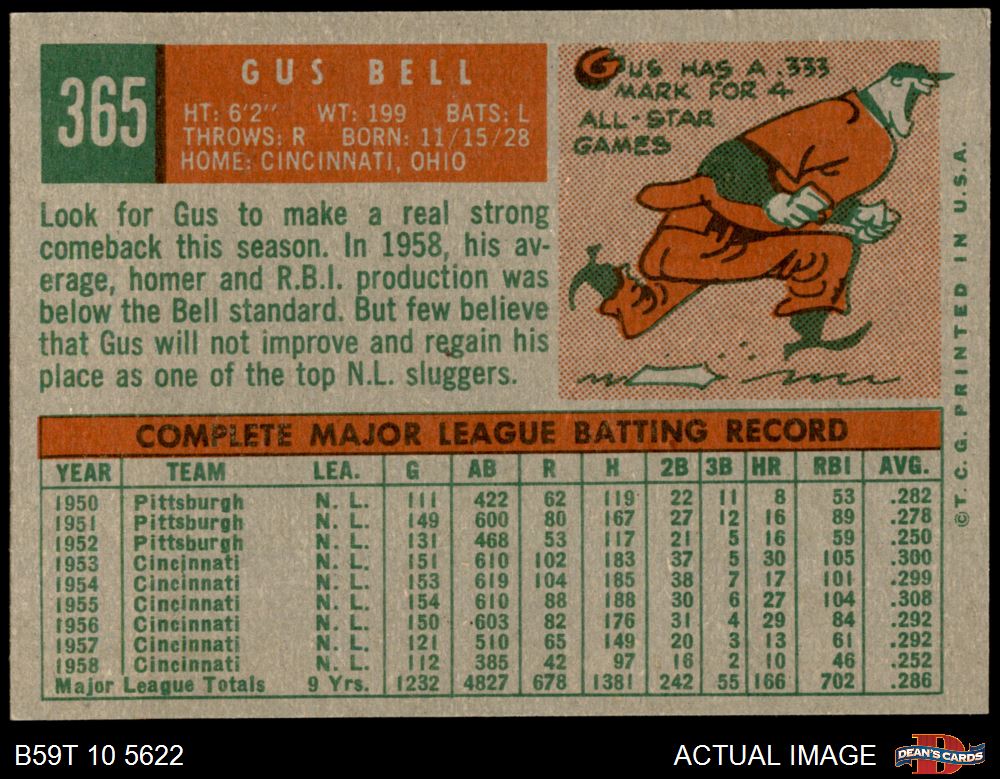 365
GUS BELL
HT: 6'2" WT: 199 BATS: L
THROWS: R BORN: 11/15/28
HOME: CINCINNATI, OHIO
GUS HAS A .333
MARK FOR 4
ALL-STAR
GAMES
Look for Gus to make a real strong
comeback this season. In 1958, his av-
erage, homer and R.B.I. production was
below the Bell standard. But few believe
that Gus will not improve and regain his
place as one of the top N.L. sluggers.
COMPLETE MAJOR LEAGUE BATTING RECORD
YEAR TEAM LEA. G AB R H 2B 3B HR RBI AVG.
1950 Pittsburgh N. L. 111 422 62 119 22 11 8 53 .282
1951 Pittsburgh N. L. 149 600 80 167 27 12 16 89 .278
1952 Pittsburgh N. L. 131 468 53 117 21 5 16 59 .250
1953 Cincinnati N. L. 151 610 102 183 37 5 30 105 .300
1954 Cincinnati N. L. 153 619 104 185 38 7 17 101 .299
1955 Cincinnati N. L. 154 610 88 188 30 6 27 104 .308
1956 Cincinnati N. L. 150 603 82 176 31 4 29 84 .292
1957 Cincinnati N. L. 121 510 65 149 20 3 13 61 .292
1958 Cincinnati N. L. 112 385 42 97 16 2 10 46 .252
Major League Totals 9 Yrs. 1232 4827 678 1381 242 55 166 702 .286
© T. C. G. PRINTED IN U.S.A.
B59T 10 5622
ACTUAL IMAGE
DEAN'S CARDS